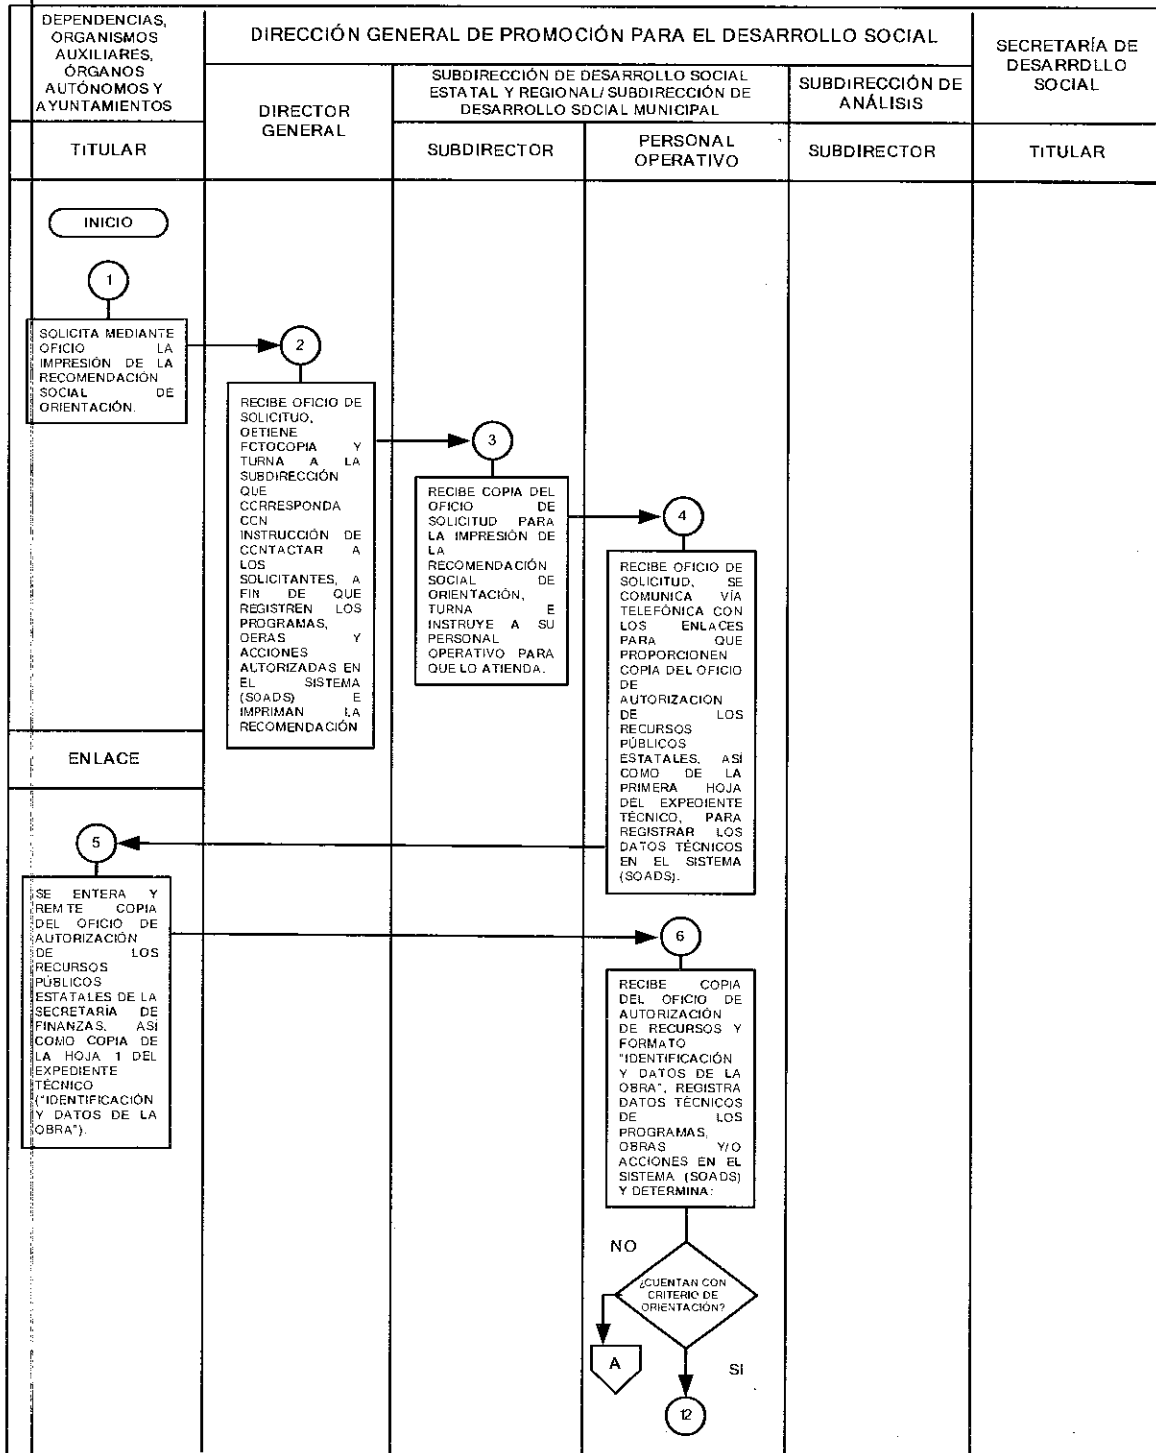 DEPENDENCIAS,
ORGANISMOS
AUXILIARES,
ÓRGANOS
AUTÓNOMOS Y
AYUNTAMIENTOS
DIRECCIÓN GENERAL DE PROMOCIÓN PARA EL DESARROLLO SOCIAL
SECRETARÍA DE
DESARRDLLO
SOCIAL
DIRECTOR
GENERAL
SUBDIRECCIÓN DE DESARROLLO SOCIAL
ESTATAL Y REGIONAL/ SUBDIRECCIÓN DE
DESARROLLO SDCIAL MUNICIPAL
SUBDIRECCIÓN DE
ANÁLISIS
TITULAR
SUBDIRECTOR
PERSONAL
OPERATIVO
SUBDIRECTOR
TITULAR
INICIO
1
SOLICITA MEDIANTE
OFICIO LA
IMPRESIÓN DE LA
RECOMENDACIÓN
SOCIAL DE
ORIENTACIÓN.
2
RECIBE OFICIO DE
SOLICITUO,
OETIENE
FCTOCOPIA Y
TURNA A LA
SUBDIRECCIÓN
QUE
CCRRESPONDA
CCN
INSTRUCCIÓN DE
CCNTACTAR A
LOS
SOLICITANTES, A
FIN DE QUE
REGISTREN LOS
PROGRAMAS,
OERAS Y
ACCIONES
AUTORIZADAS EN
EL SISTEMA
(SOADS) E
IMPRIMAN LA
RECOMENDACIÓN
3
RECIBE COPIA DEL
OFICIO DE
SOLICITUD PARA
LA IMPRESIÓN DE
LA
RECOMENDACIÓN
SOCIAL DE
ORIENTACIÓN,
TURNA E
INSTRUYE A SU
PERSONAL
OPERATIVO PARA
QUE LO ATIENDA.
4
RECIBE OFICIO DE
SOLICITUD, SE
COMUNICA VÍA
TELEFÓNICA CON
LOS ENLACES
PARA QUE
PROPORCIONEN
COPIA DEL OFICIO
DE
AUTORIZACION
DE LOS
RECURSOS
PÚBLICOS
ESTATALES, ASÍ
COMO DE LA
PRIMERA HOJA
DEL EXPEDIENTE
TÉCNICO, PARA
REGISTRAR LOS
DATOS TÉCNICOS
EN EL SISTEMA
(SOADS).
ENLACE
5
SE ENTERA Y
REMITE COPIA
DEL OFICIO DE
AUTORIZACIÓN
DE LOS
RECURSOS
PÚBLICOS
ESTATALES DE LA
SECRETARÍA DE
FINANZAS, ASÍ
COMO COPIA DE
LA HOJA 1 DEL
EXPEDIENTE
TÉCNICO
("IDENTIFICACIÓN
Y DATOS DE LA
OBRA").
6
RECIBE COPIA
DEL OFICIO DE
AUTORIZACIÓN
DE RECURSOS Y
FORMATO
"IDENTIFICACIÓN
Y DATOS DE LA
OBRA", REGISTRA
DATOS TÉCNICOS
DE LOS
PROGRAMAS,
OBRAS Y/O
ACCIONES EN EL
SISTEMA (SOADS)
Y DETERMINA:
NO
¿CUENTAN CON
CRITERIO DE
ORIENTACIÓN?
A
SI
12